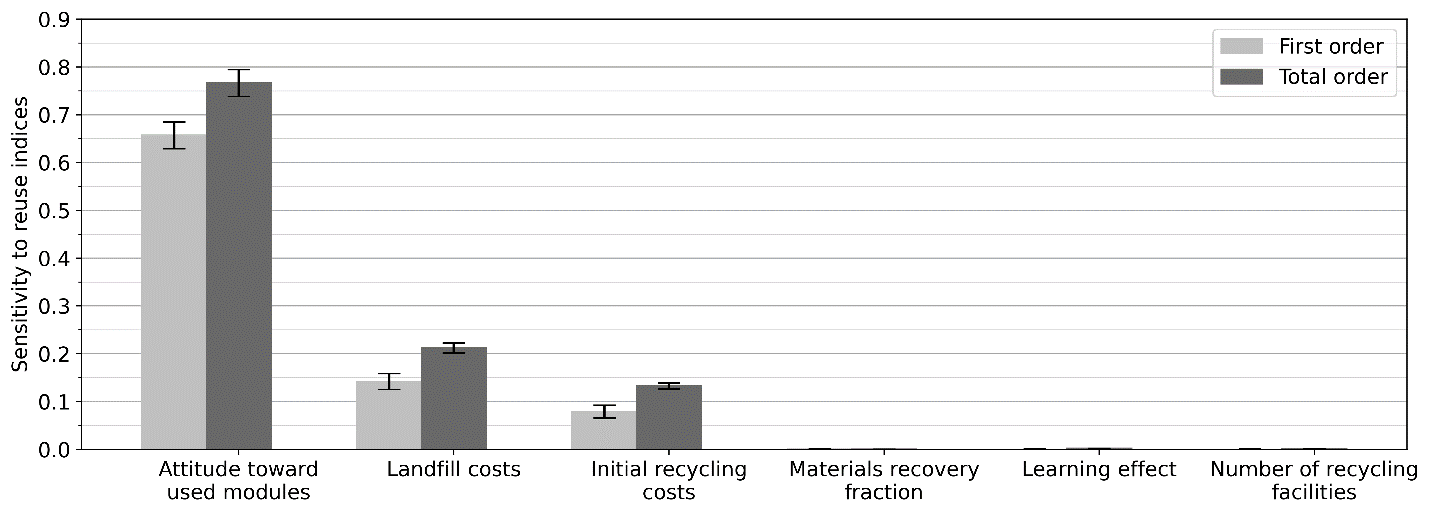 0.9
0.8
0.7
0.6
0.5
0.4
0.3
0.2
0.1
0.0
Sensitivity to reuse indices
First order
Total order
Attitude toward
used modules
Landfill costs
Initial recycling
costs
Materials recovery
fraction
Learning effect
Number of recycling
facilities